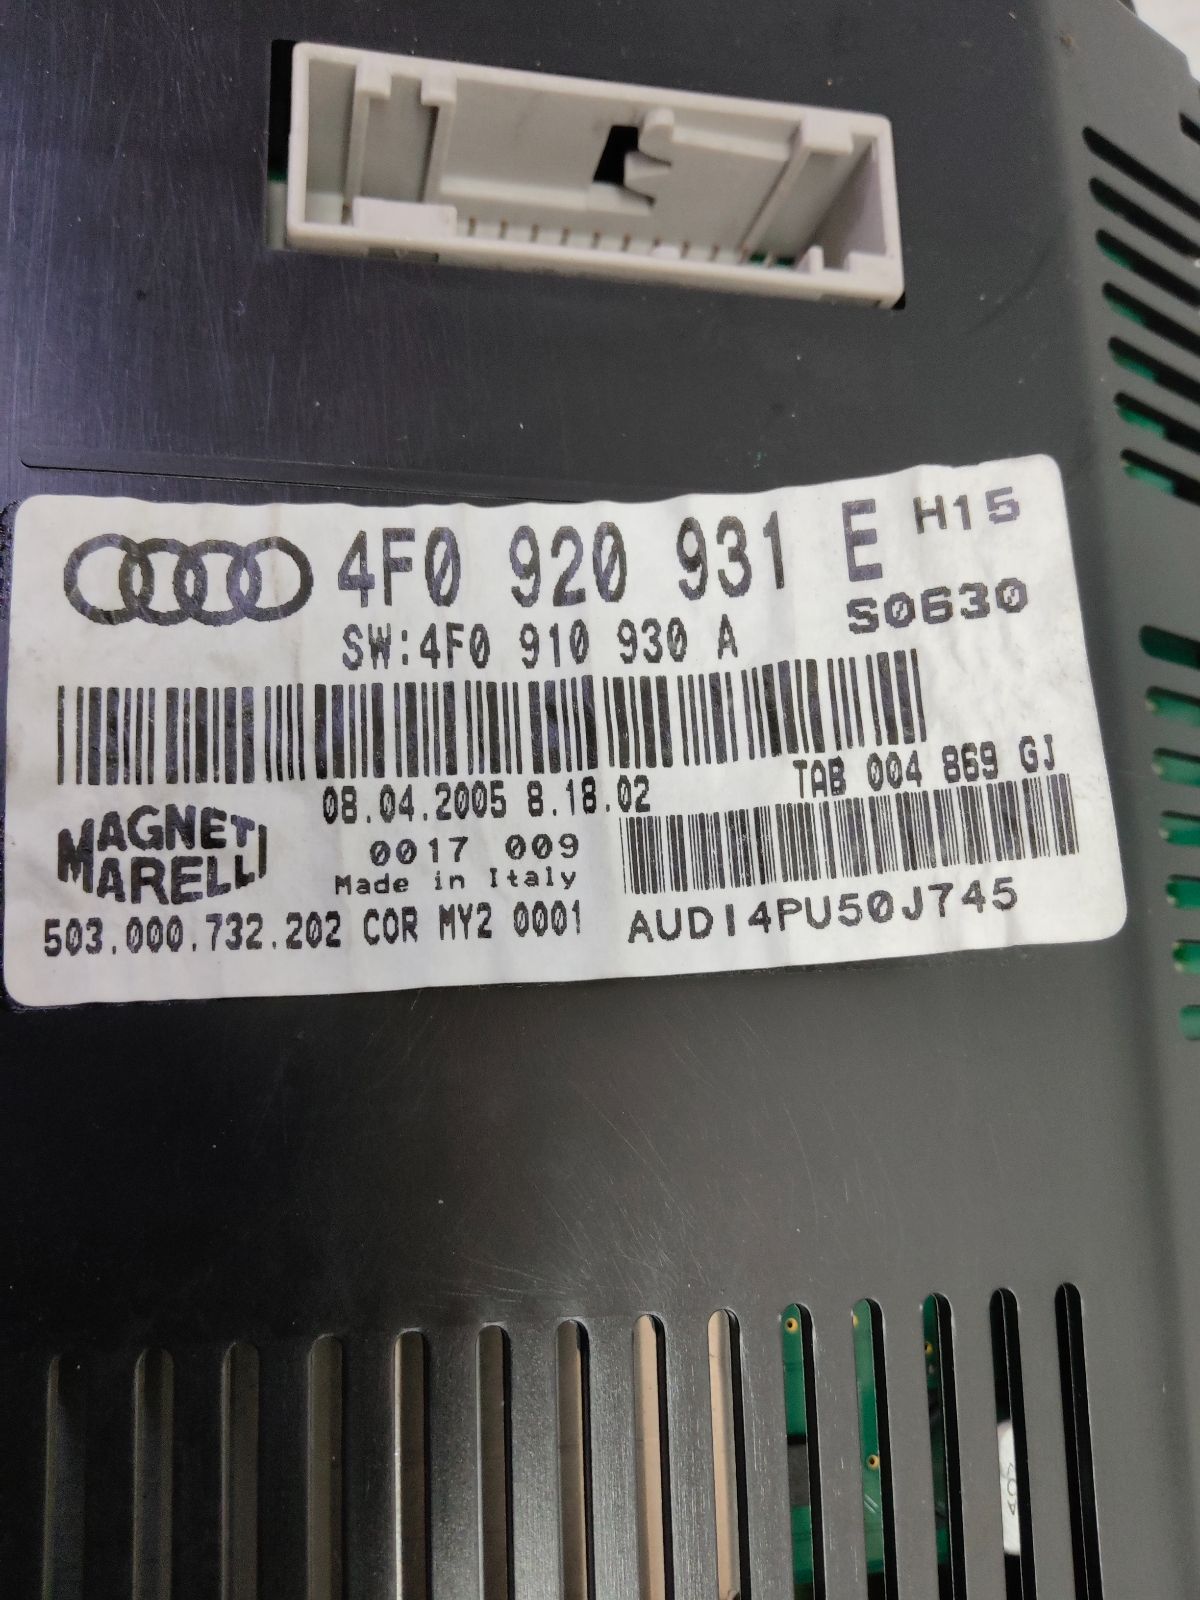 4F0 920 931 E H15
S0630
SW:4F0 910 930 A
08.04.2005 8.18.02
TAB 004 869 GJ
MAGNETI
MARELLI
0017 009
Made in Italy
503.000.732.202 COR MY2 0001
AUDI4PU50J745